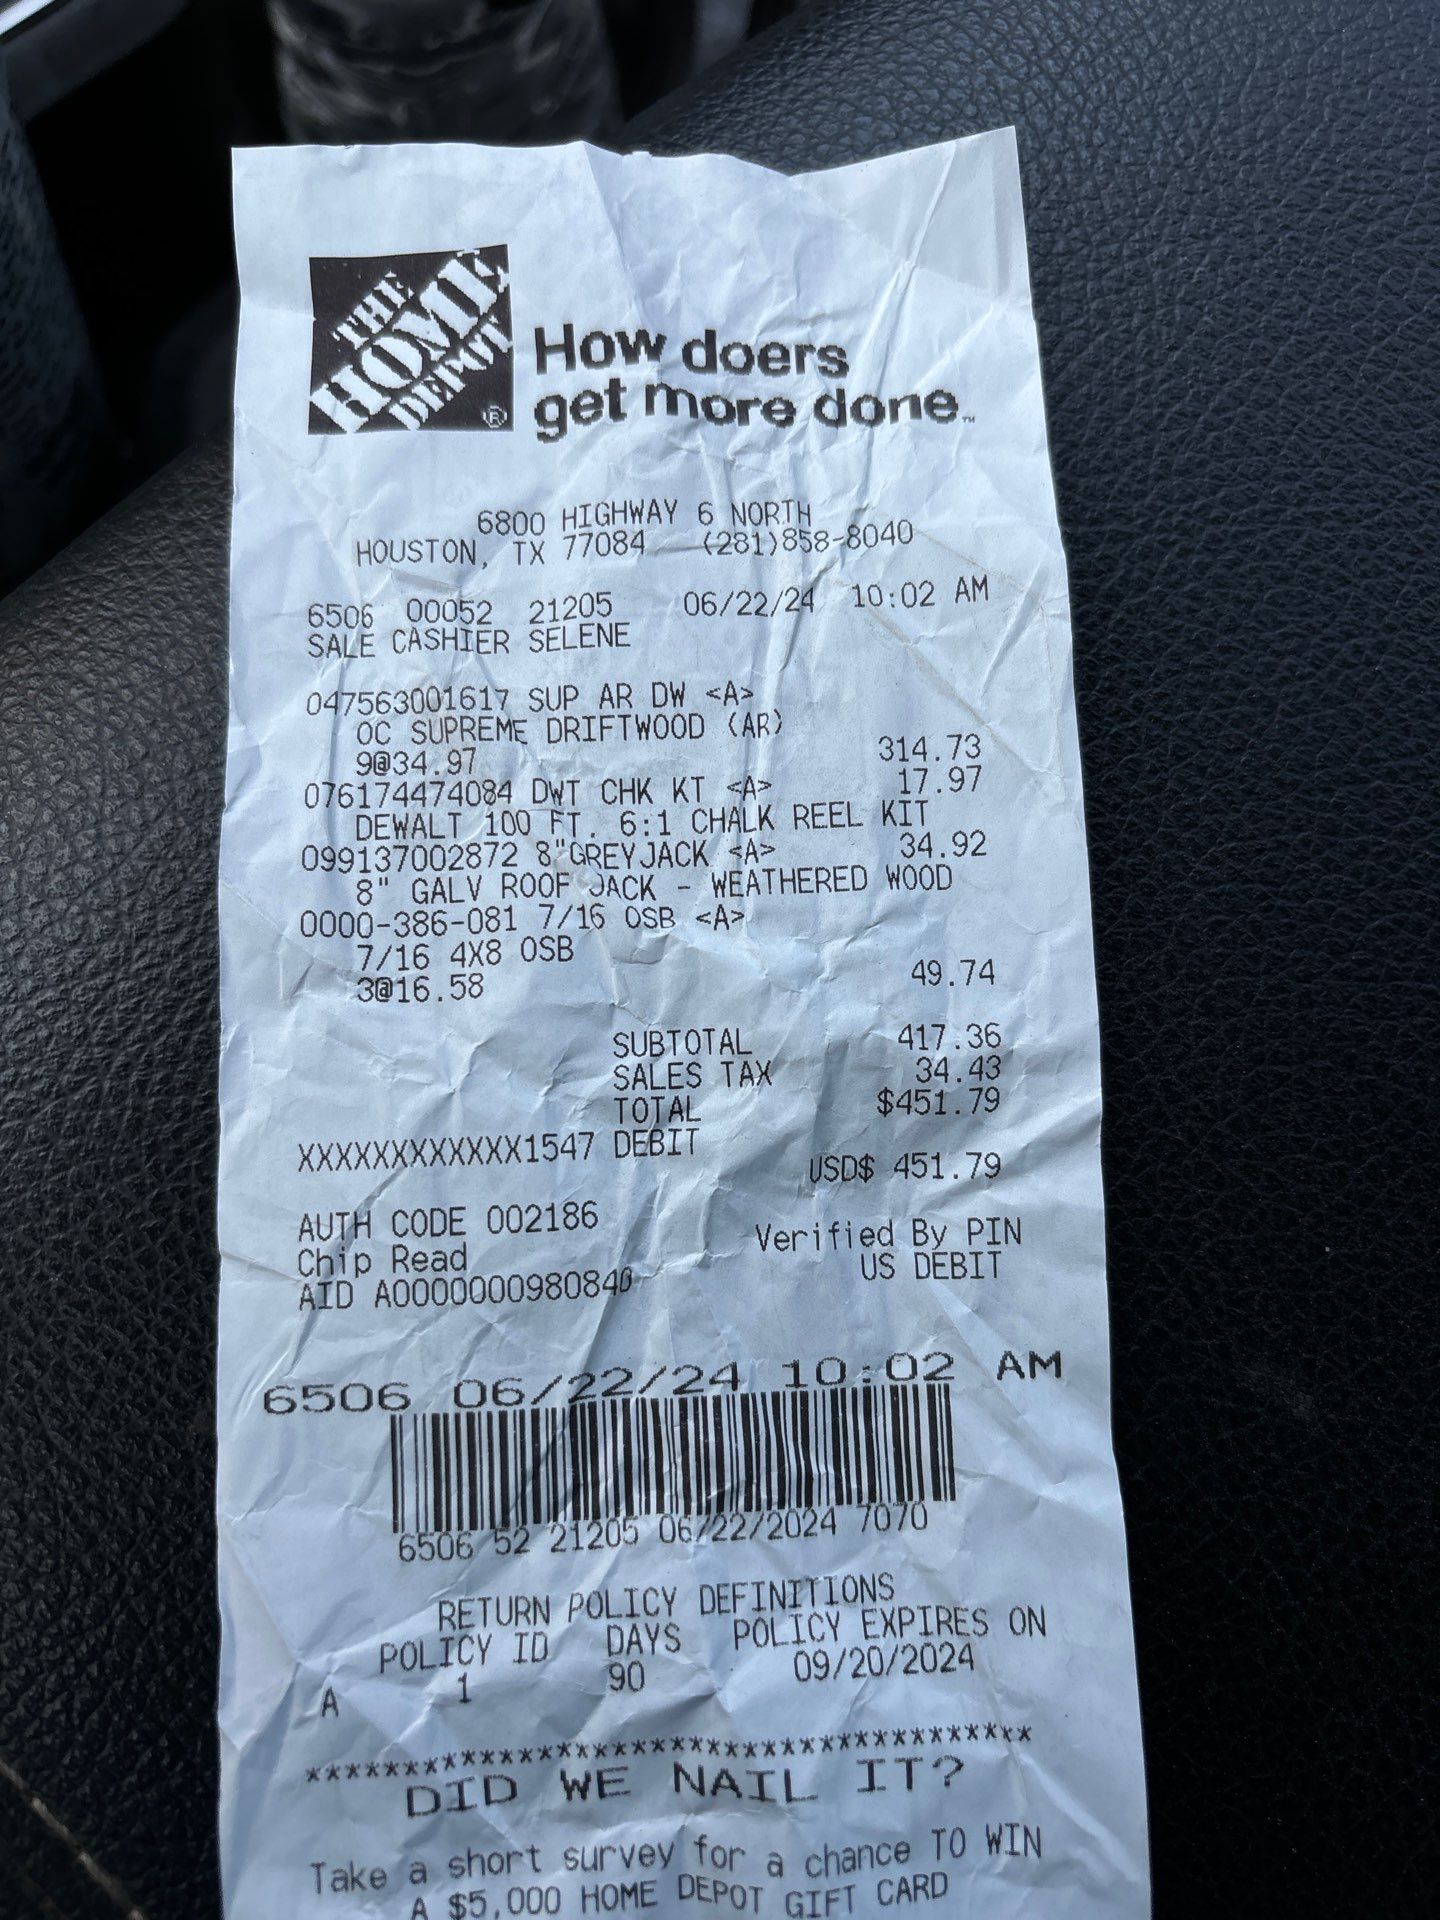 THE
HOME
DEPOT
®
How doers
get more done.™
6800 HIGHWAY 6 NORTH
HOUSTON, TX 77084 (281)858-8040
6506 00052 21205 06/22/24 10:02 AM
SALE CASHIER SELENE
047563001617 SUP AR DW <A>
OC SUPREME DRIFTWOOD (AR)
9@34.97 314.73
076174474084 DWT CHK KT <A> 17.97
DEWALT 100 FT. 6:1 CHALK REEL KIT
099137002872 8"GREYJACK <A> 34.92
8" GALV ROOF JACK - WEATHERED WOOD
0000-386-081 7/16 OSB <A>
7/16 4X8 OSB
3@16.58 49.74
SUBTOTAL 417.36
SALES TAX 34.43
TOTAL $451.79
XXXXXXXXXXXX1547 DEBIT
USD$ 451.79
AUTH CODE 002186
Chip Read Verified By PIN
AID A0000000980840 US DEBIT
6506 06/22/24 10:02 AM
6506 52 21205 06/22/2024 7070
RETURN POLICY DEFINITIONS
POLICY ID DAYS POLICY EXPIRES ON
A 1 90 09/20/2024
***************************************
DID WE NAIL IT?
Take a short survey for a chance TO WIN
A $5,000 HOME DEPOT GIFT CARD